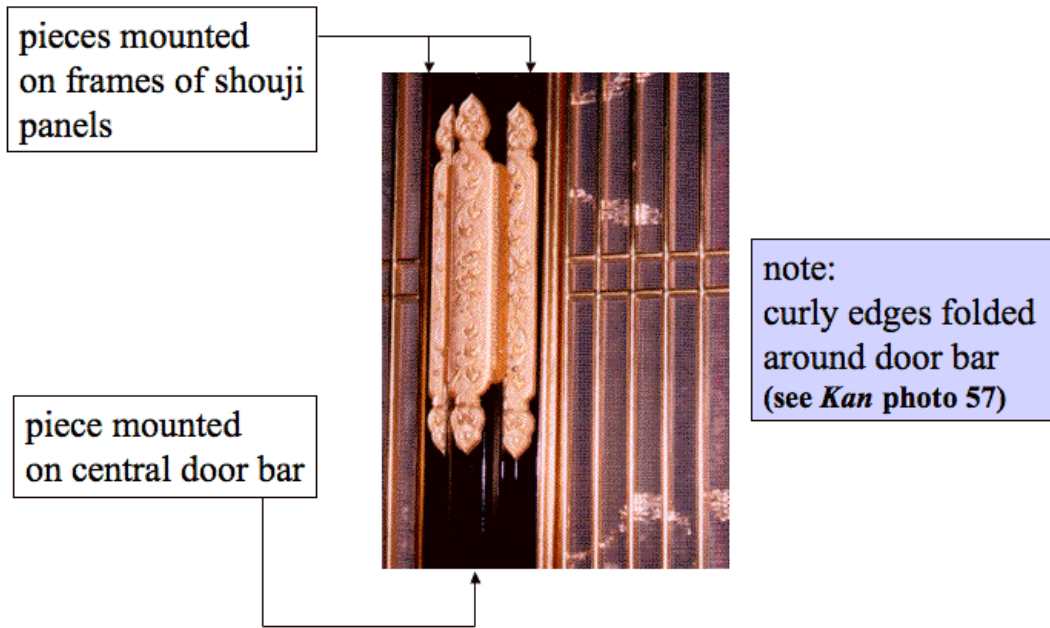 pieces mounted
on frames of shouji
panels
note:
curly edges folded
around door bar
(see Kan photo 57)
piece mounted
on central door bar